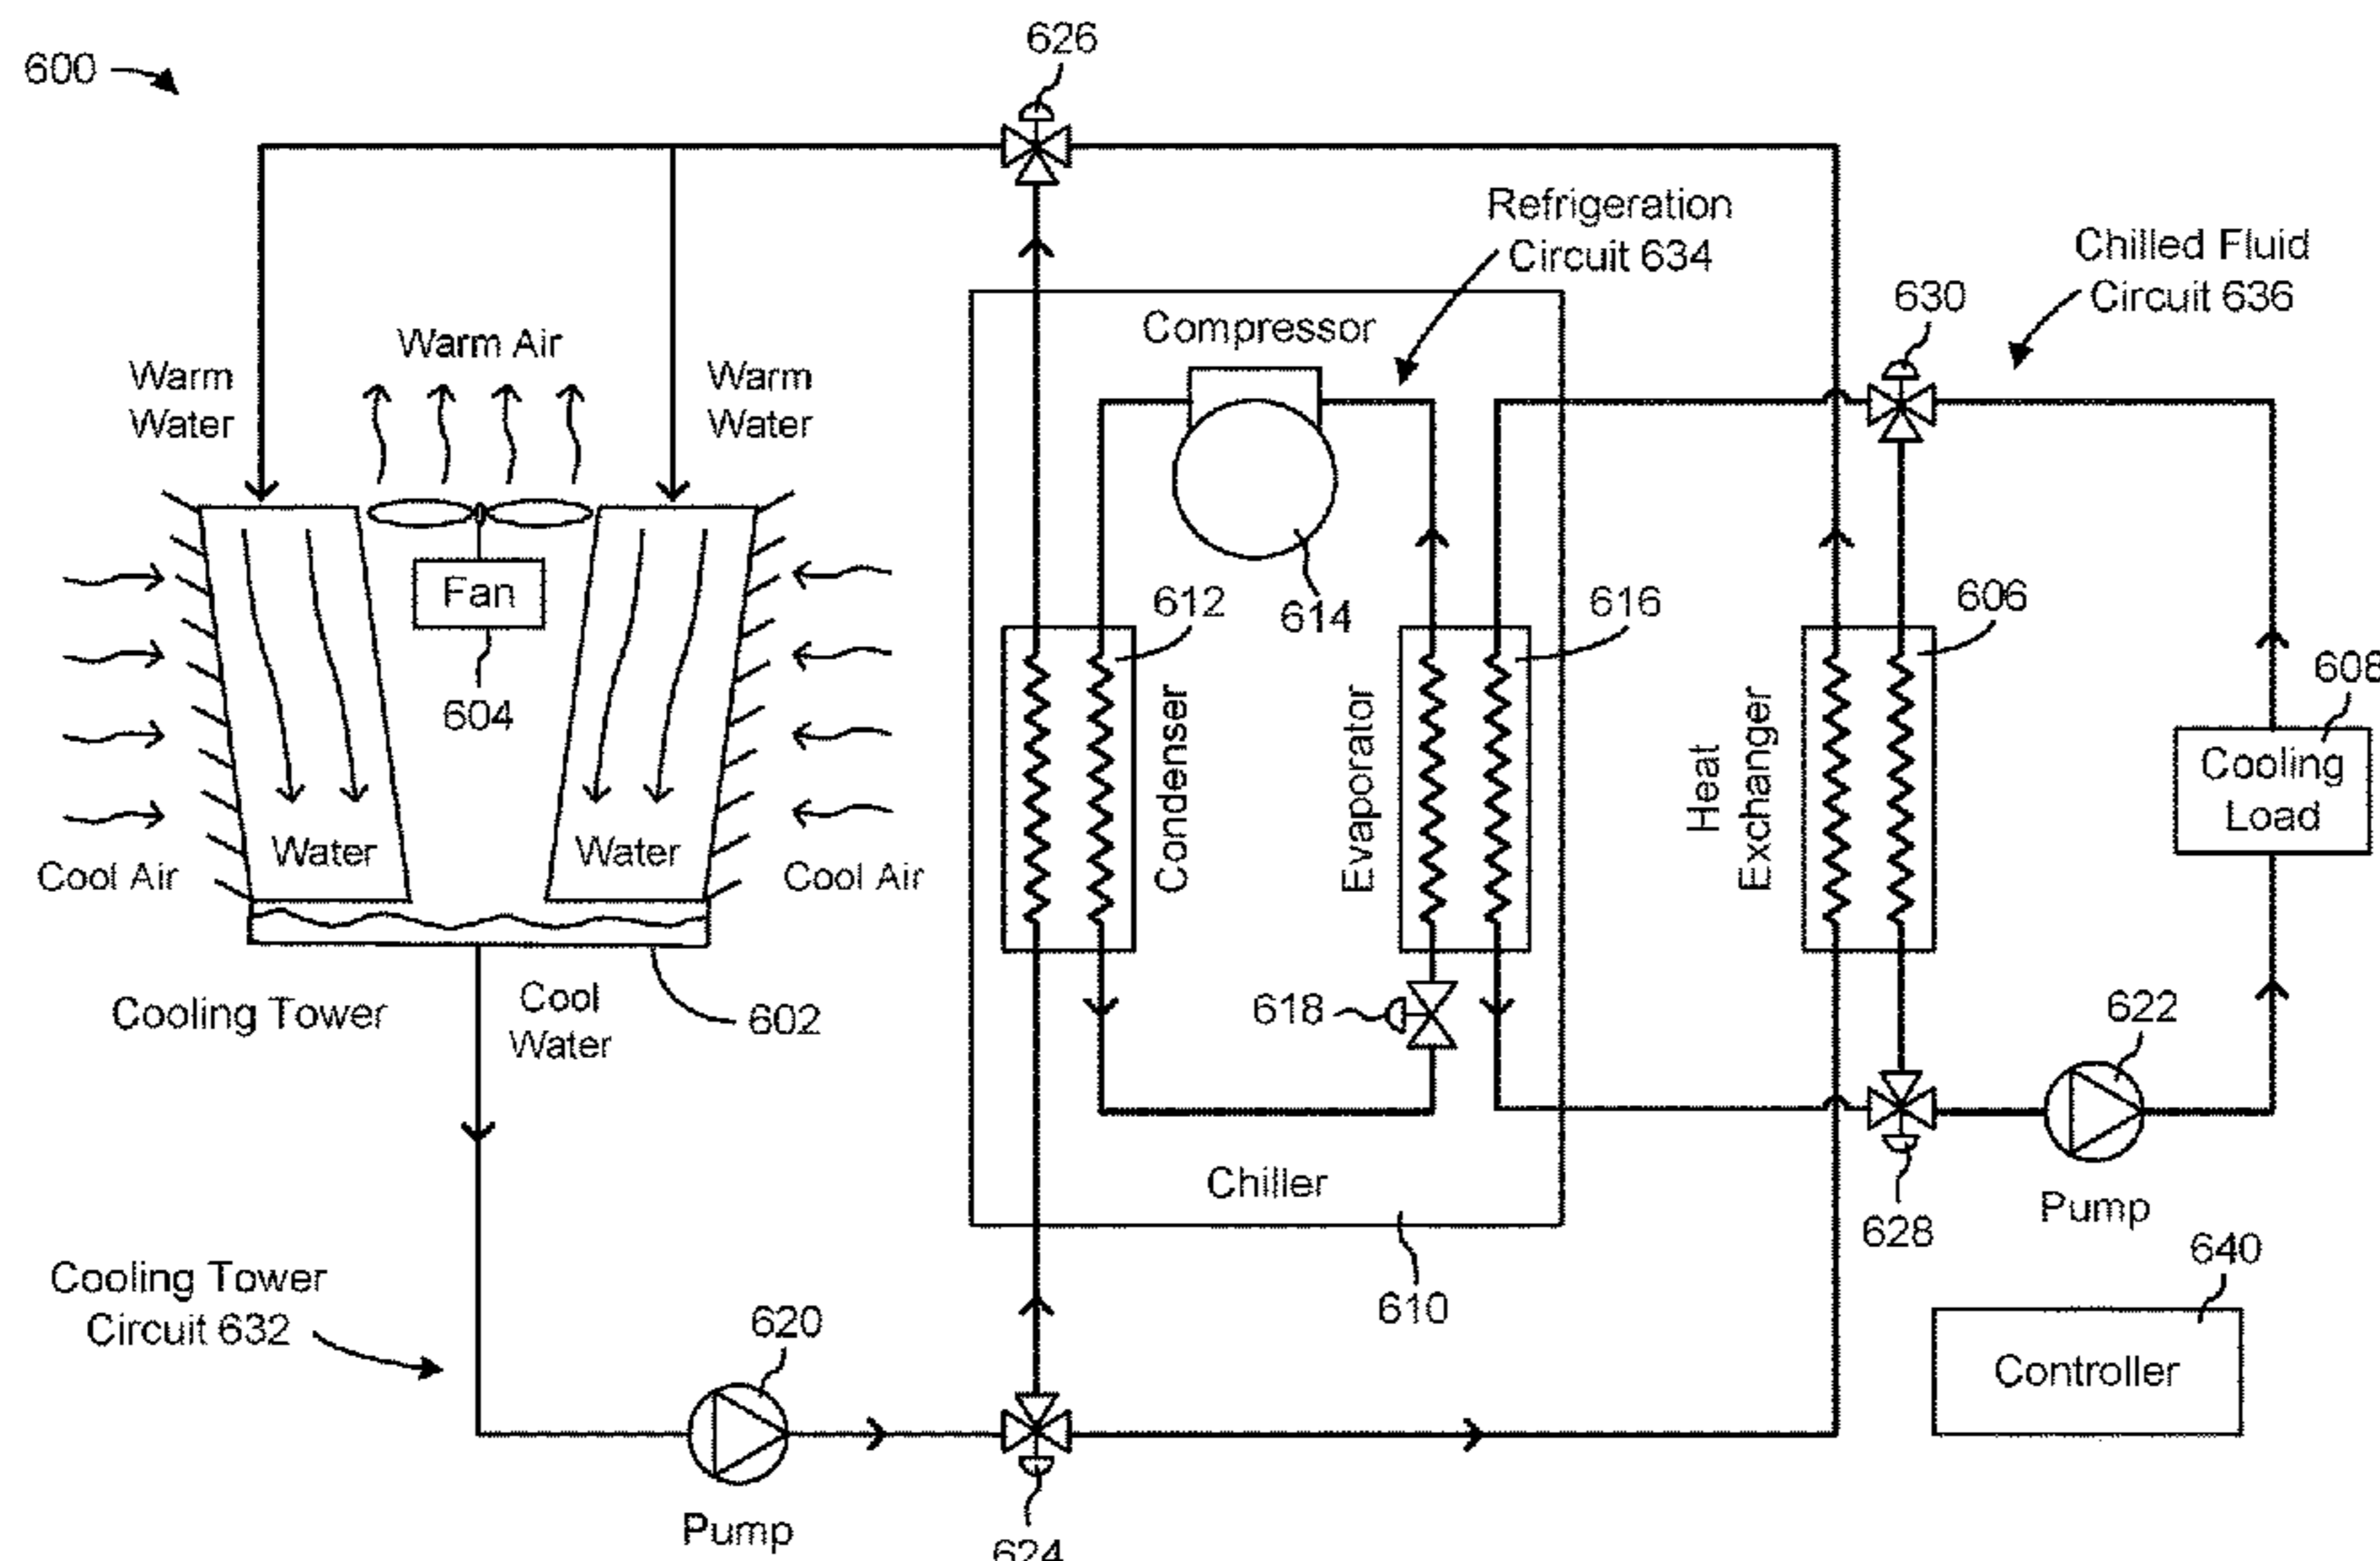 600
626
Refrigeration
Circuit 634
Chilled Fluid
Circuit 636
630
Compressor
Warm Air
Warm
Water
Warm
Water
Fan
604
612
614
616
606
608
Cooling
Load
Condenser
Evaporator
Heat
Exchanger
Water
Water
Cool Air
Cool Air
Cooling Tower
Cool
Water
602
618
622
Chiller
Pump
628
610
640
Controller
Cooling Tower
Circuit 632
620
Pump
624